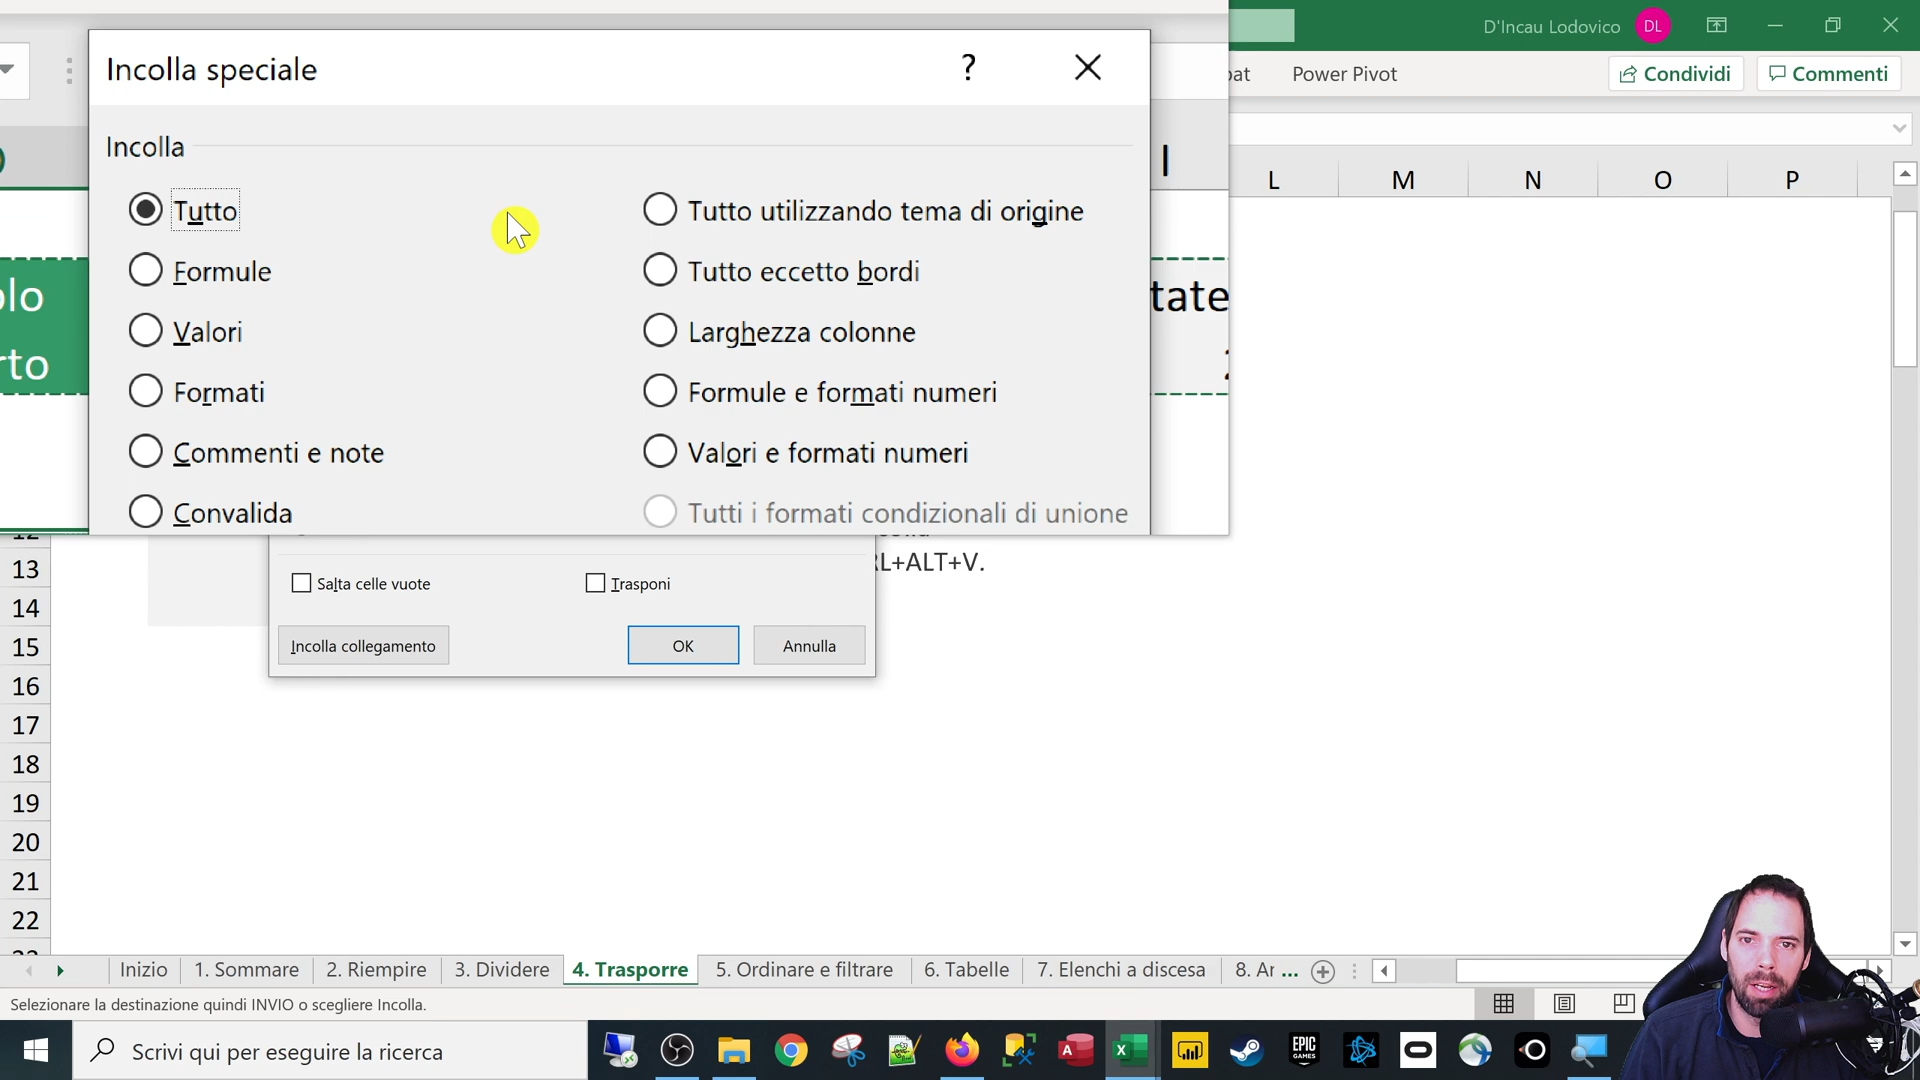 D'Incau Lodovico DL
Power Pivot
Condividi
Commenti
Incolla speciale
?
Incolla
Tutto
Tutto utilizzando tema di origine
Formule
Tutto eccetto bordi
Valori
Larghezza colonne
Formati
Formule e formati numeri
Commenti e note
Valori e formati numeri
Convalida
Tutti i formati condizionali di unione
I
L M N O P
tate
RL+ALT+V.
Salta celle vuote
Trasponi
Incolla collegamento
OK
Annulla
12
13
14
15
16
17
18
19
20
21
22
Inizio 1. Sommare 2. Riempire 3. Dividere 4. Trasporre 5. Ordinare e filtrare 6. Tabelle 7. Elenchi a discesa 8. Ar ...
Selezionare la destinazione quindi INVIO o scegliere Incolla.
Scrivi qui per eseguire la ricerca
EPIC
GAMES